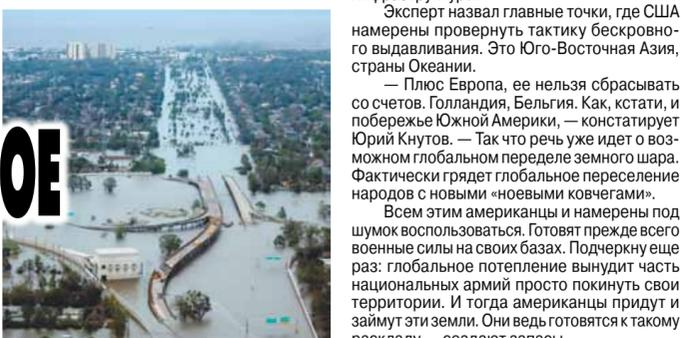 ОЕ
Эксперт назвал главные точки, где США
намерены провернуть тактику бескровно-
го выдавливания. Это Юго-Восточная Азия,
страны Океании.
— Плюс Европа, ее нельзя сбрасывать
со счетов. Голландия, Бельгия. Как, кстати, и
побережье Южной Америки, — констатирует
Юрий Кнутов. — Так что речь уже идет о воз-
можном глобальном переделе земного шара.
Фактически грядет глобальное переселение
народов с новыми «ноевыми ковчегами».
Всем этим американцы и намерены под
шумок воспользоваться. Готовят прежде всего
военные силы на своих базах. Подчеркну еще
раз: глобальное потепление вынудит часть
национальных армий просто покинуть свои
территории. И тогда американцы придут и
займут эти земли. Они ведь готовятся к такому